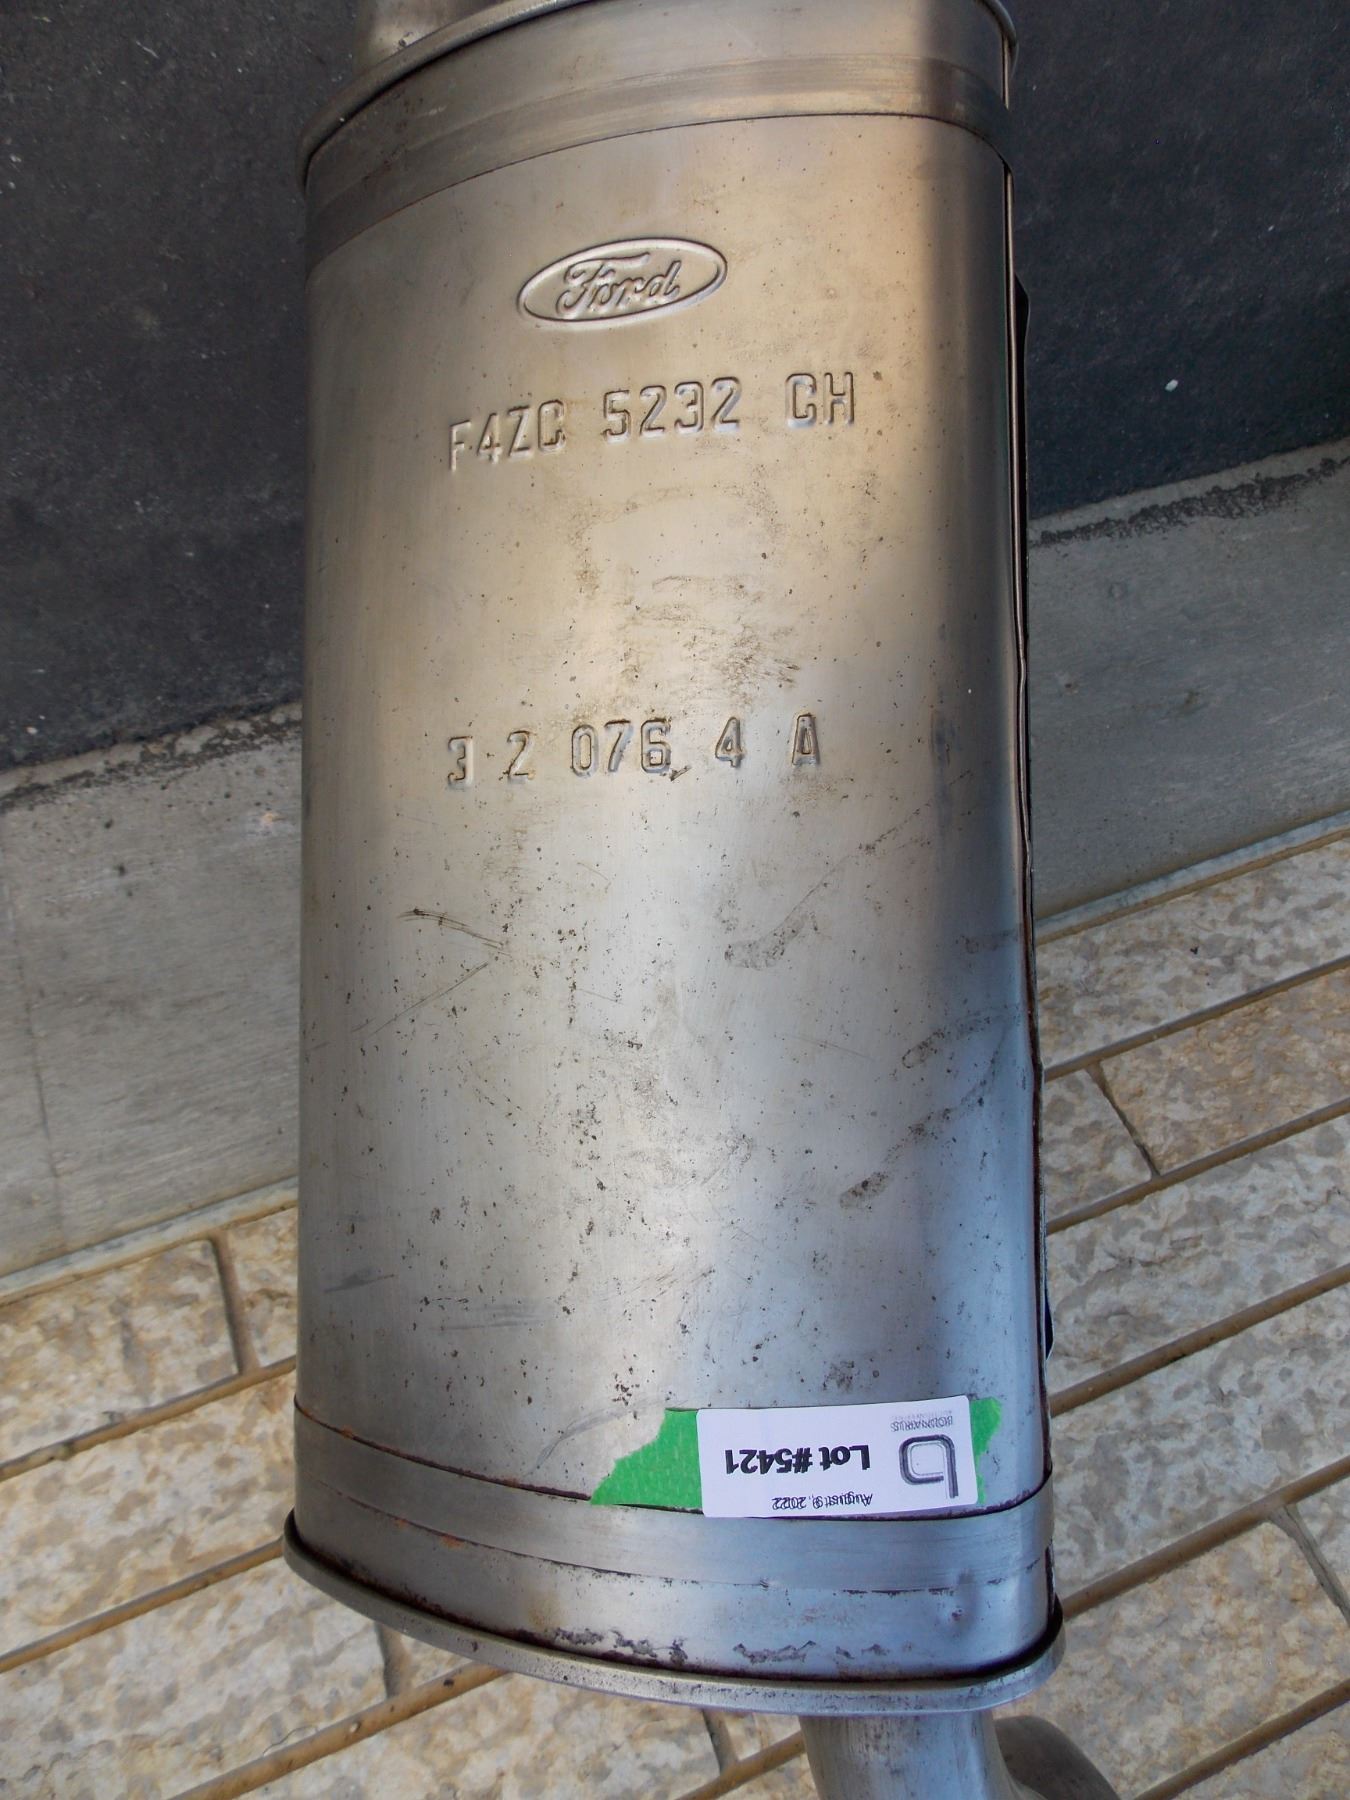 Ford
F4ZC 5232 CH
3 2 076 4 A
August 9, 2022
Lot #5421
b